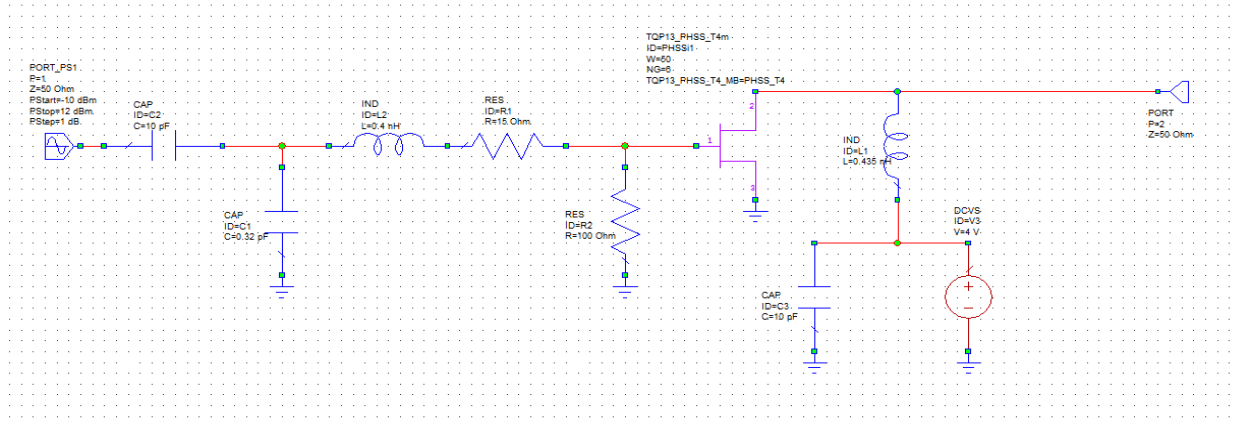 TQP13_PHSS_T4m
ID=PHSSi1
W=50
NG=6
TQP13_PHSS_T4_MB=PHSS_T4
PORT_PS1
P=1
Z=50 Ohm
PStart=-10 dBm
PStop=12 dBm
PStep=1 dB
CAP
ID=C2
C=10 pF
IND
ID=L2
L=0.4 nH
RES
ID=R1
R=15 Ohm
2
1
3
PORT
P=2
Z=50 Ohm
IND
ID=L1
L=0.435 nH
CAP
ID=C1
C=0.32 pF
RES
ID=R2
R=100 Ohm
DCVS
ID=V3
V=4 V
CAP
ID=C3
C=10 pF